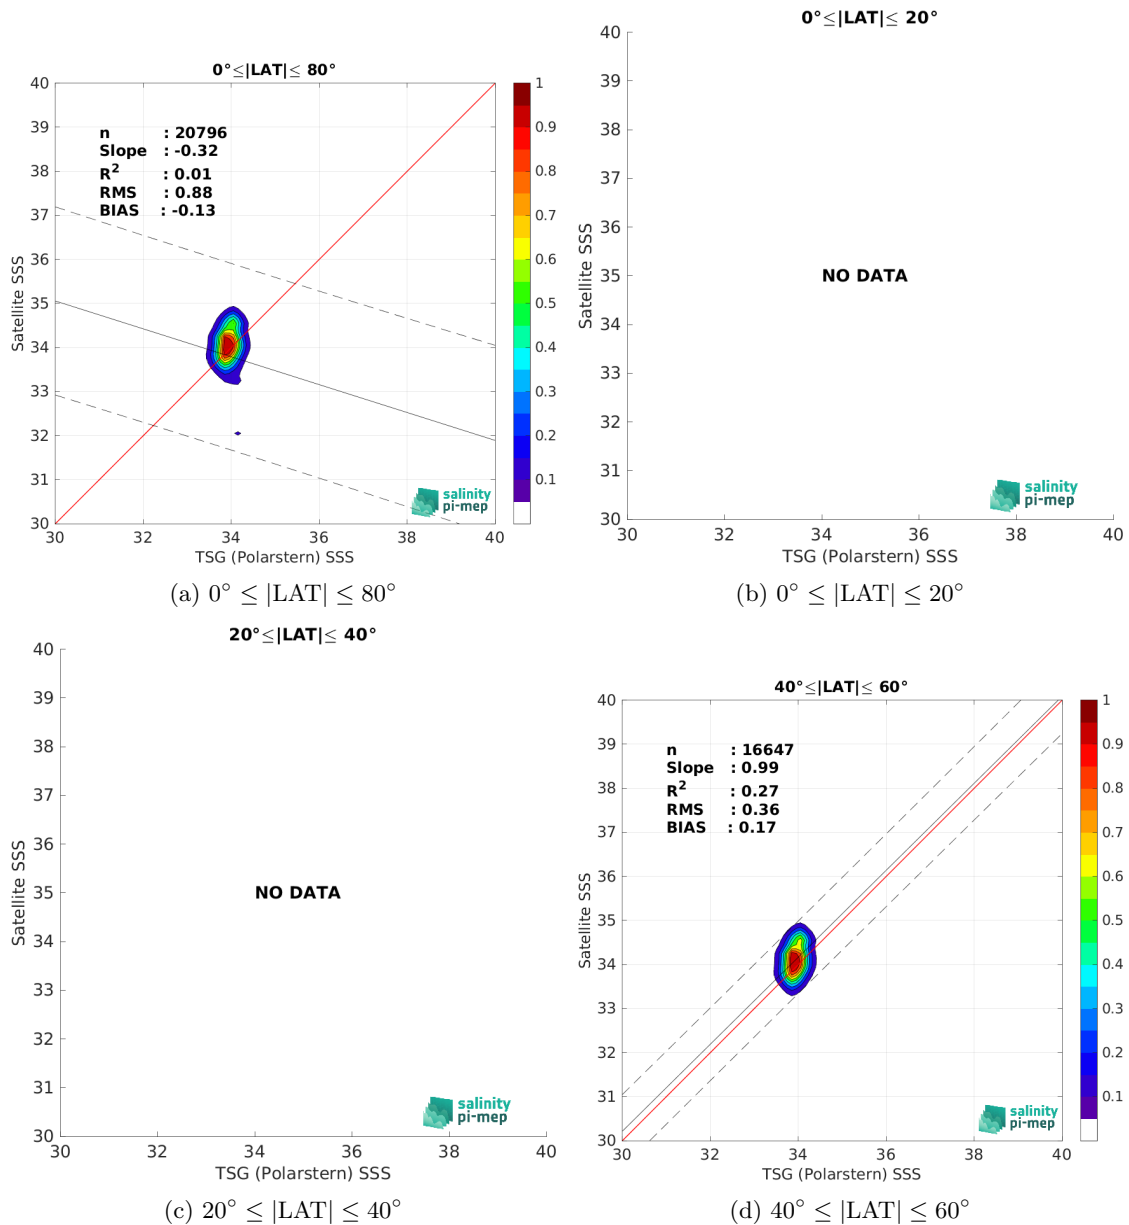 0°≤|LAT|≤ 80°
40
39
38
37
36
35
34
33
32
31
30
n : 20796
Slope : -0.32
R² : 0.01
RMS : 0.88
BIAS : -0.13
Satellite SSS
30 32 34 36 38 40
TSG (Polarstern) SSS
1
0.9
0.8
0.7
0.6
0.5
0.4
0.3
0.2
0.1
salinity
pi-mep
(a) 0° ≤ |LAT| ≤ 80°
0°≤|LAT|≤ 20°
40
39
38
37
36
35
34
33
32
31
30
Satellite SSS
NO DATA
salinity
pi-mep
30 32 34 36 38 40
TSG (Polarstern) SSS
(b) 0° ≤ |LAT| ≤ 20°
20°≤|LAT|≤ 40°
40
39
38
37
36
35
34
33
32
31
30
Satellite SSS
NO DATA
salinity
pi-mep
30 32 34 36 38 40
TSG (Polarstern) SSS
(c) 20° ≤ |LAT| ≤ 40°
40°≤|LAT|≤ 60°
40
39
38
37
36
35
34
33
32
31
30
n : 16647
Slope : 0.99
R² : 0.27
RMS : 0.36
BIAS : 0.17
Satellite SSS
30 32 34 36 38 40
TSG (Polarstern) SSS
1
0.9
0.8
0.7
0.6
0.5
0.4
0.3
0.2
0.1
salinity
pi-mep
(d) 40° ≤ |LAT| ≤ 60°